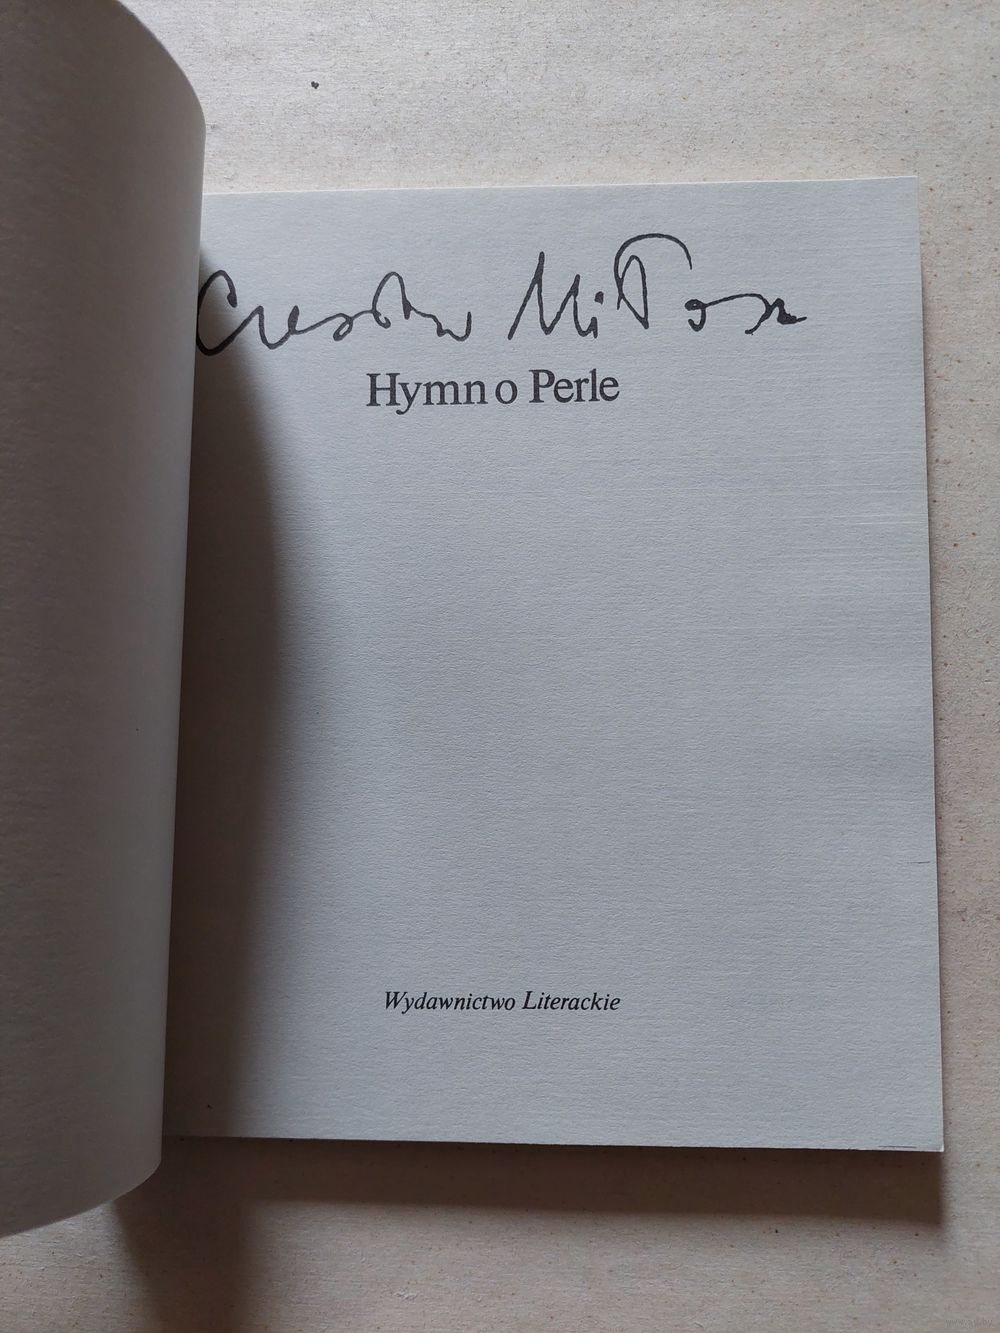 Czesław Miłosz
Hymn o Perle
Wydawnictwo Literackie